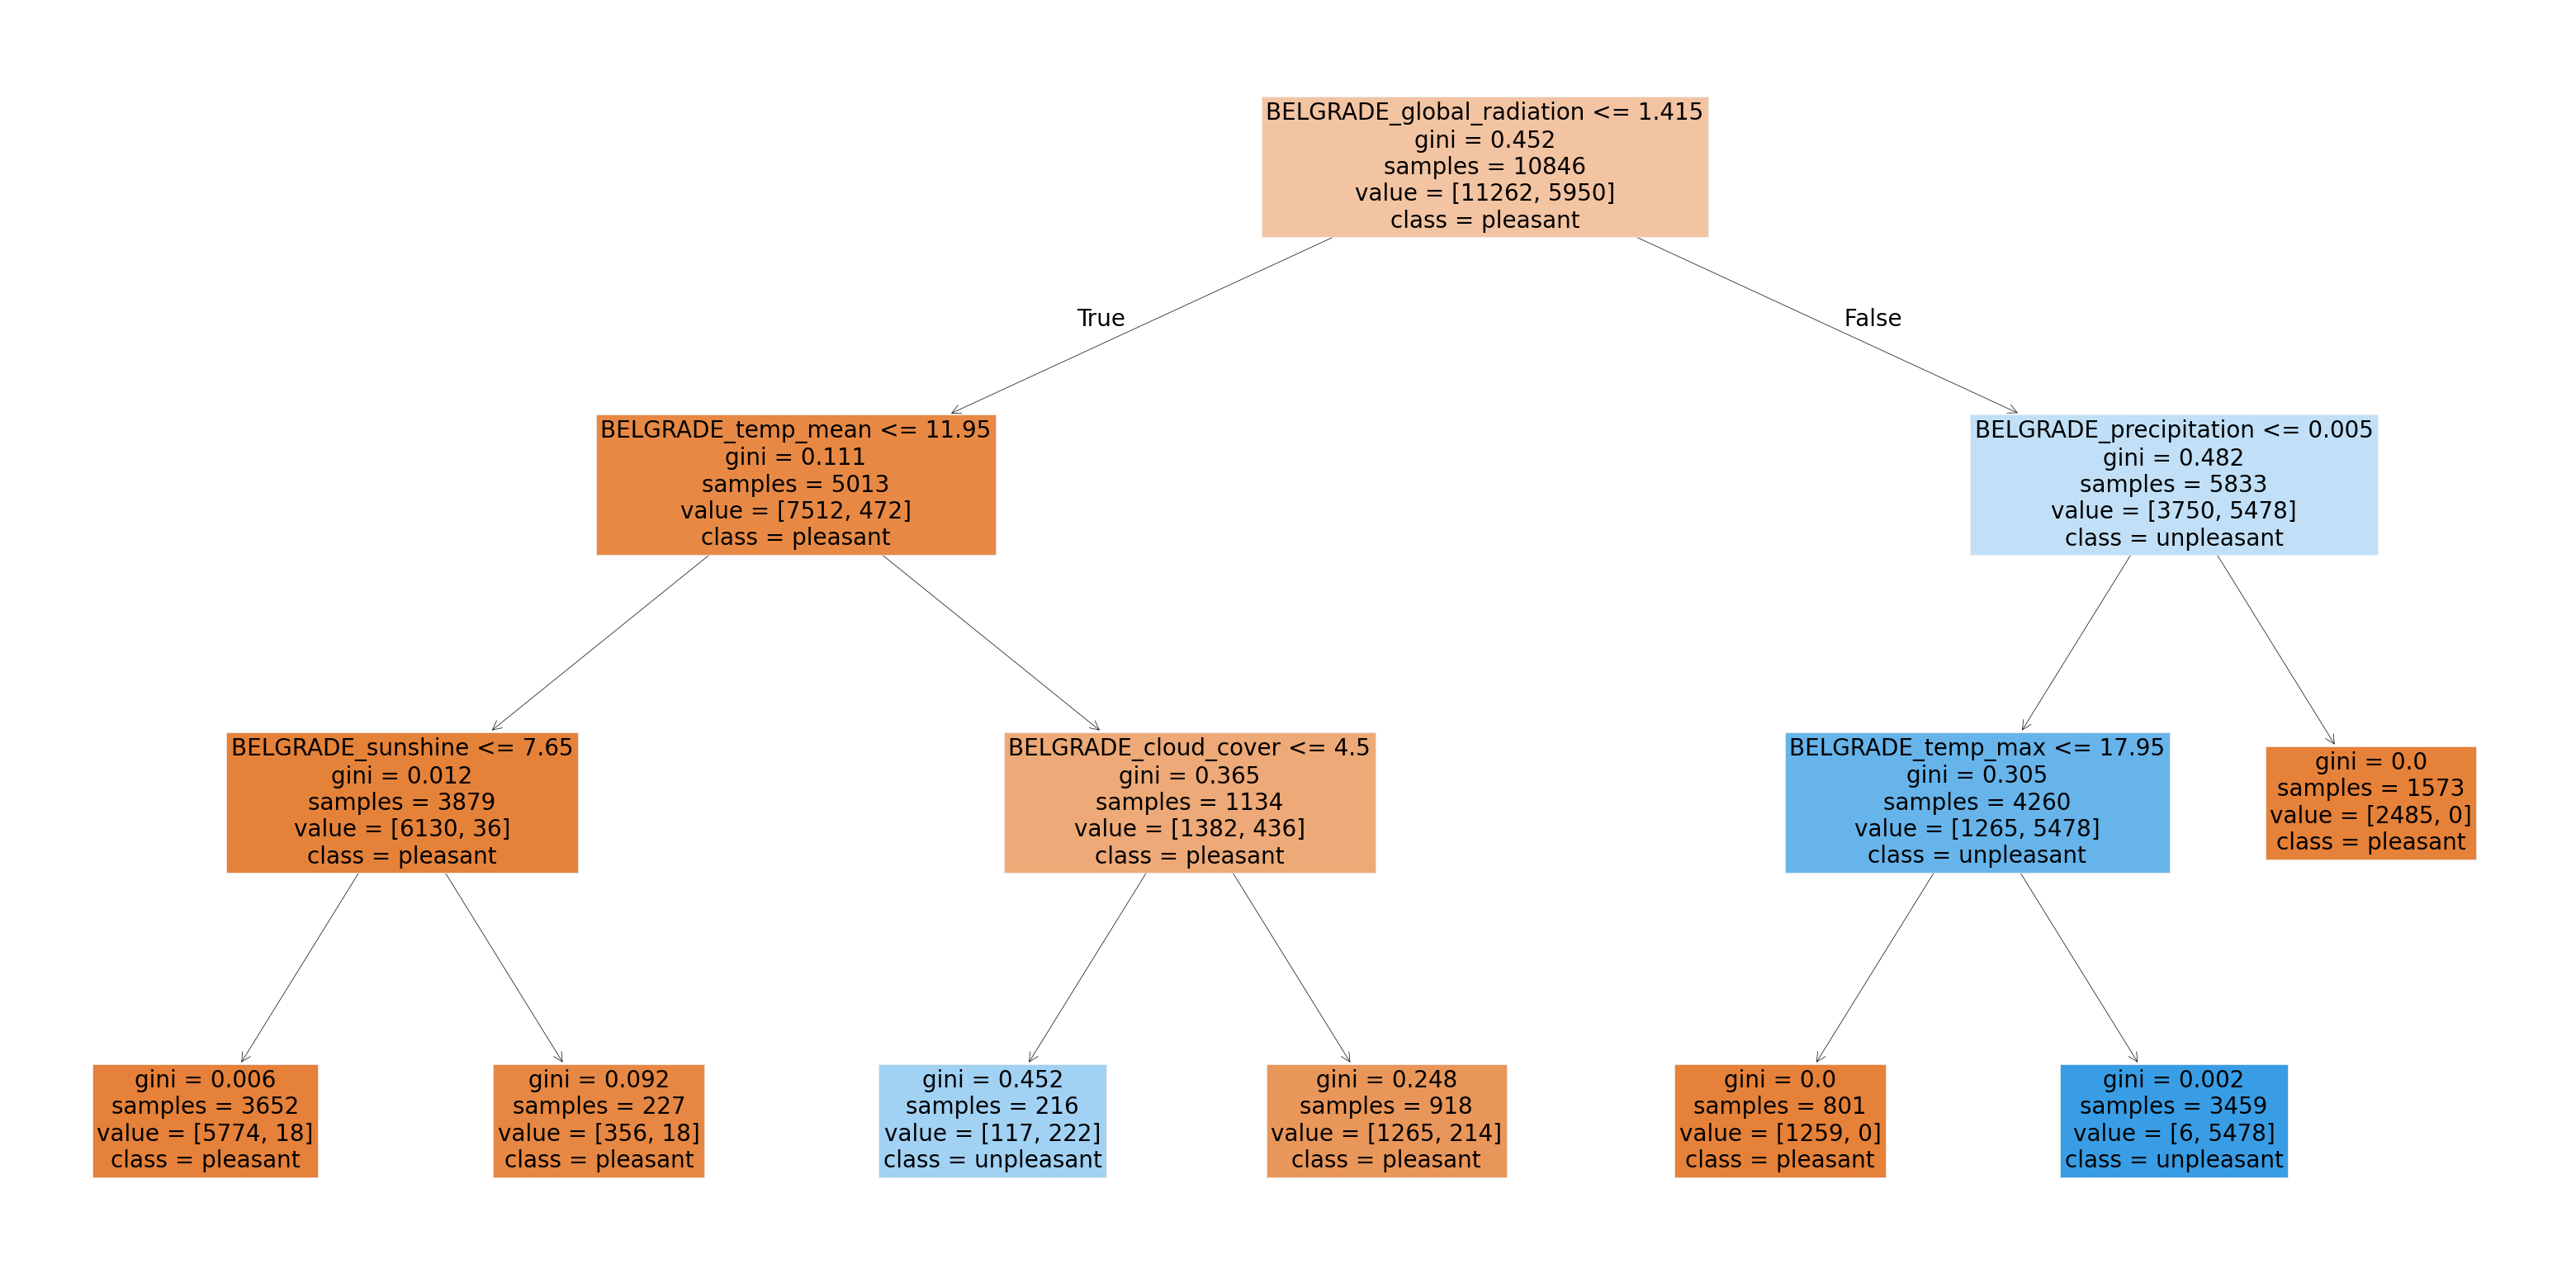 BELGRADE_global_radiation <= 1.415
gini = 0.452
samples = 10846
value = [11262, 5950]
class = pleasant
True
False
BELGRADE_temp_mean <= 11.95
gini = 0.111
samples = 5013
value = [7512, 472]
class = pleasant
BELGRADE_precipitation <= 0.005
gini = 0.482
samples = 5833
value = [3750, 5478]
class = unpleasant
BELGRADE_sunshine <= 7.65
gini = 0.012
samples = 3879
value = [6130, 36]
class = pleasant
BELGRADE_cloud_cover <= 4.5
gini = 0.365
samples = 1134
value = [1382, 436]
class = pleasant
BELGRADE_temp_max <= 17.95
gini = 0.305
samples = 4260
value = [1265, 5478]
class = unpleasant
gini = 0.0
samples = 1573
value = [2485, 0]
class = pleasant
gini = 0.006
samples = 3652
value = [5774, 18]
class = pleasant
gini = 0.092
samples = 227
value = [356, 18]
class = pleasant
gini = 0.452
samples = 216
value = [117, 222]
class = unpleasant
gini = 0.248
samples = 918
value = [1265, 214]
class = pleasant
gini = 0.0
samples = 801
value = [1259, 0]
class = pleasant
gini = 0.002
samples = 3459
value = [6, 5478]
class = unpleasant